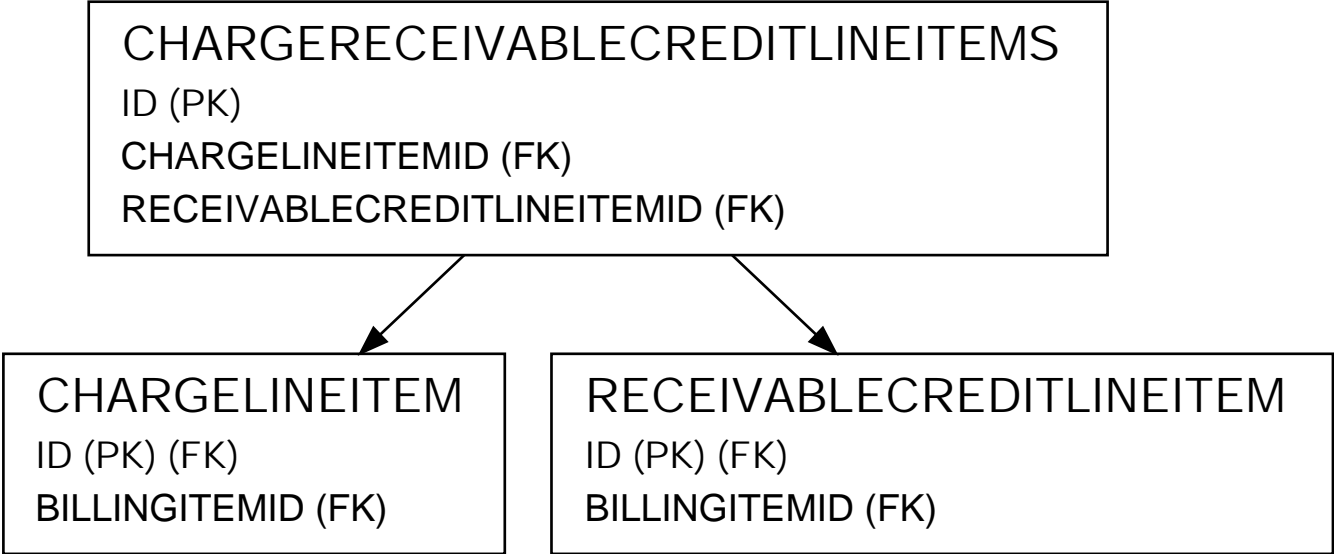 CHARGERECEIVABLECREDITLINEITEMS
ID (PK)
CHARGELINEITEMID (FK)
RECEIVABLECREDITLINEITEMID (FK)
CHARGELINEITEM
ID (PK) (FK)
BILLINGITEMID (FK)
RECEIVABLECREDITLINEITEM
ID (PK) (FK)
BILLINGITEMID (FK)